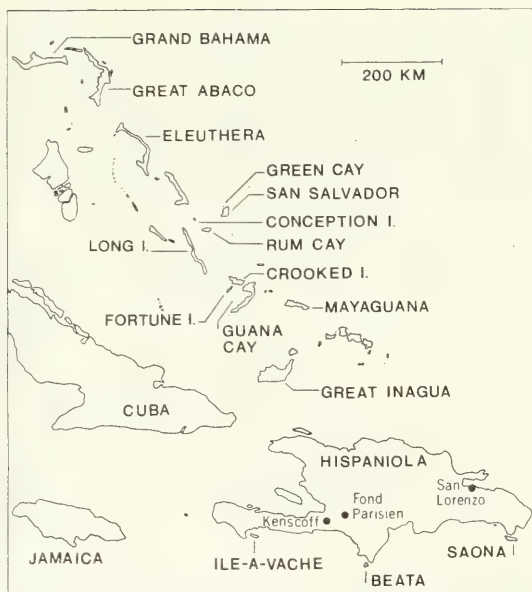 GRAND BAHAMA
200 KM
GREAT ABACO
ELEUTHERA
GREEN CAY
SAN SALVADOR
CONCEPTION I.
LONG I.
RUM CAY
CROOKED I.
FORTUNE I.
MAYAGUANA
GUANA
CAY
GREAT INAGUA
CUBA
HISPANIOLA
San
Lorenzo
Fond
Parisien
Kenscoff
JAMAICA
ILE-A-VACHE
SAONA
BEATA